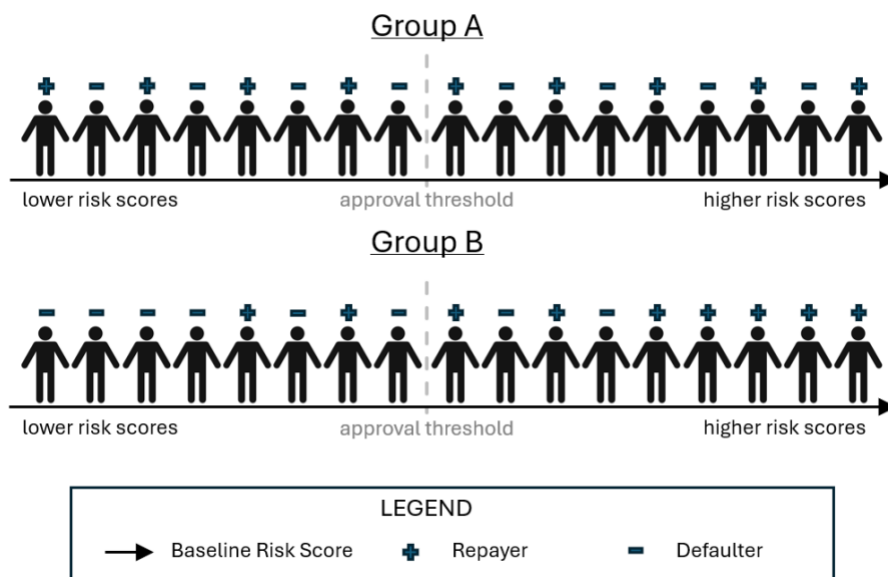 Group A
+ - + - + - + - + - + - + - + - +
lower risk scores approval threshold higher risk scores
Group B
- - - - + - + - + - + - + + + + +
lower risk scores approval threshold higher risk scores
LEGEND
Baseline Risk Score + Repayer - Defaulter